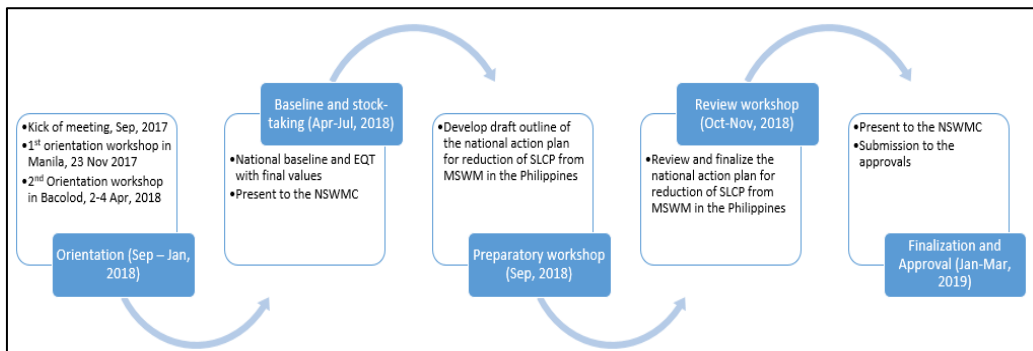 •Kick of meeting, Sep, 2017
•1st orientation workshop in
Manila, 23 Nov 2017
•2nd Orientation workshop
in Bacolod, 2-4 Apr, 2018
Orientation (Sep – Jan,
2018)
Baseline and stock-
taking (Apr-Jul, 2018)
•National baseline and EQT
with final values
•Present to the NSWMC
•Develop draft outline of
the national action plan
for reduction of SLCP from
MSWM in the Philippines
Preparatory workshop
(Sep, 2018)
Review workshop
(Oct-Nov, 2018)
•Review and finalize the
national action plan for
reduction of SLCP from
MSWM in the Philippines
•Present to the NSWMC
•Submission to the
approvals
Finalization and
Approval (Jan-Mar,
2019)